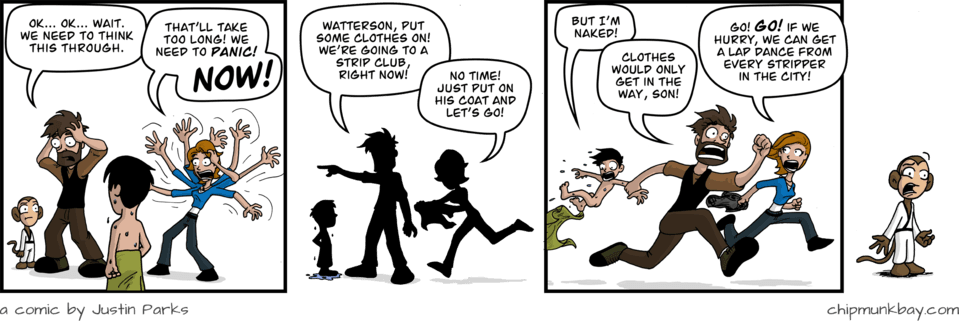 OK... OK... WAIT.
WE NEED TO THINK
THIS THROUGH.
THAT'LL TAKE
TOO LONG! WE
NEED TO PANIC!
NOW!
WATTERSON, PUT
SOME CLOTHES ON!
WE'RE GOING TO A
STRIP CLUB,
RIGHT NOW!
NO TIME!
JUST PUT ON
HIS COAT AND
LET'S GO!
BUT I'M
NAKED!
CLOTHES
WOULD ONLY
GET IN THE
WAY, SON!
GO! GO! IF WE
HURRY, WE CAN GET
A LAP DANCE FROM
EVERY STRIPPER
IN THE CITY!
a comic by Justin Parks
chipmunkbay.com